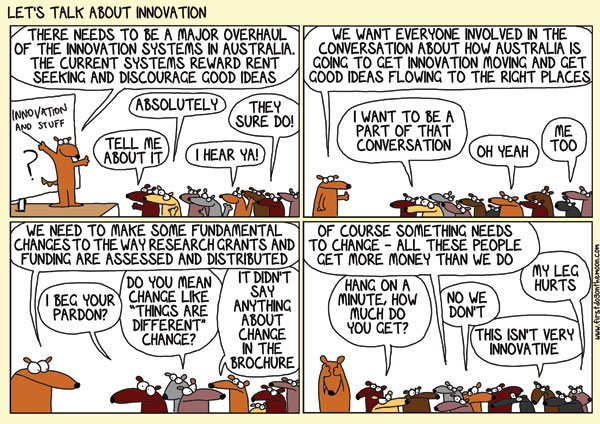 LET'S TALK ABOUT INNOVATION
THERE NEEDS TO BE A MAJOR OVERHAUL
OF THE INNOVATION SYSTEMS IN AUSTRALIA.
THE CURRENT SYSTEMS REWARD RENT
SEEKING AND DISCOURAGE GOOD IDEAS
INNOVATION
AND STUFF
?
ABSOLUTELY
THEY
SURE DO!
TELL ME
ABOUT IT
I HEAR YA!
WE WANT EVERYONE INVOLVED IN THE
CONVERSATION ABOUT HOW AUSTRALIA IS
GOING TO GET INNOVATION MOVING AND GET
GOOD IDEAS FLOWING TO THE RIGHT PLACES
I WANT TO BE A
PART OF THAT
CONVERSATION
OH YEAH
ME
TOO
WE NEED TO MAKE SOME FUNDAMENTAL
CHANGES TO THE WAY RESEARCH GRANTS AND
FUNDING ARE ASSESSED AND DISTRIBUTED
I BEG YOUR
PARDON?
DO YOU MEAN
CHANGE LIKE
"THINGS ARE
DIFFERENT"
CHANGE?
IT DIDN'T
SAY
ANYTHING
ABOUT
CHANGE
IN THE
BROCHURE
OF COURSE SOMETHING NEEDS
TO CHANGE - ALL THESE PEOPLE
GET MORE MONEY THAN WE DO
HANG ON A
MINUTE, HOW
MUCH DO
YOU GET?
NO WE
DON'T
MY LEG
HURTS
THIS ISN'T VERY
INNOVATIVE
www.firstdogonthemoon.com